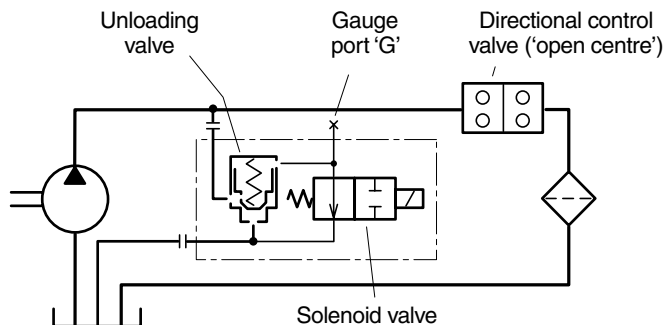 Unloading
valve
Gauge
port ‘G’
Directional control
valve (‘open centre’)
Solenoid valve